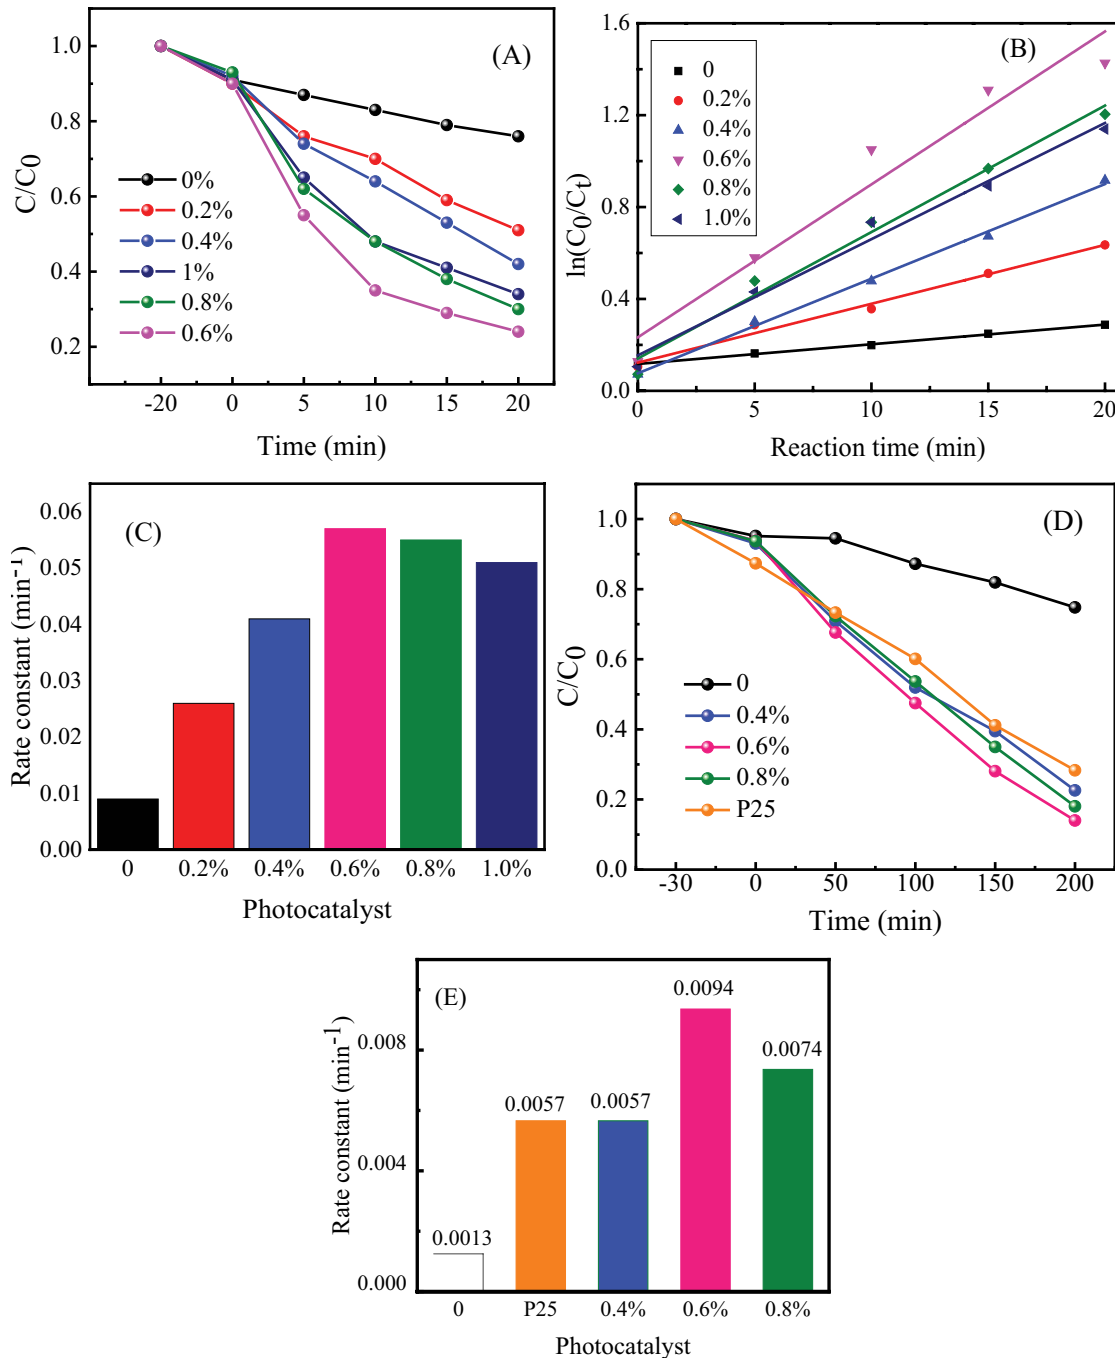 (A)
C/C0
1.0
0.8
0.6
0.4
0.2
0%
0.2%
0.4%
1%
0.8%
0.6%
-20 0 5 10 15 20
Time (min)
(B)
ln(C0/Ct)
1.6
1.2
0.8
0.4
0.0
0
0.2%
0.4%
0.6%
0.8%
1.0%
0 5 10 15 20
Reaction time (min)
(C)
Rate constant (min⁻¹)
0.06
0.05
0.04
0.03
0.02
0.01
0.00
0 0.2% 0.4% 0.6% 0.8% 1.0%
Photocatalyst
(D)
C/C0
1.0
0.8
0.6
0.4
0.2
0.0
0
0.4%
0.6%
0.8%
P25
-30 0 50 100 150 200
Time (min)
(E)
Rate constant (min⁻¹)
0.008
0.004
0.000
0.0013
0.0057
0.0057
0.0094
0.0074
0 P25 0.4% 0.6% 0.8%
Photocatalyst